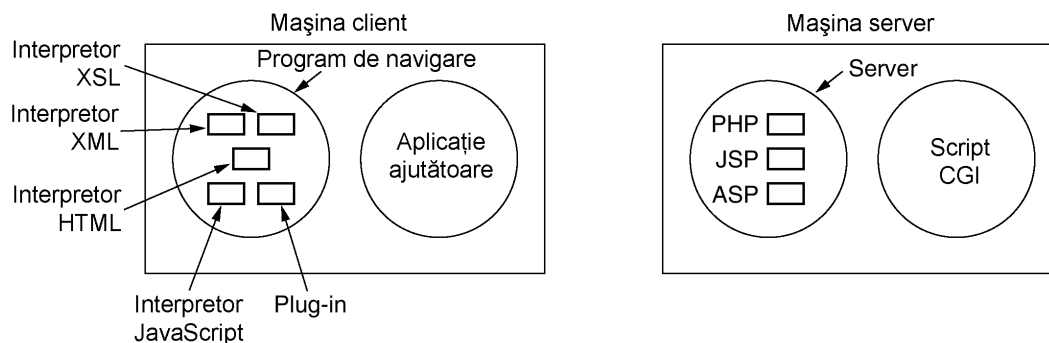 Maşina client
Maşina server
Interpretor
XSL
Program de navigare
Server
Interpretor
XML
Aplicaţie
ajutătoare
PHP
JSP
ASP
Script
CGI
Interpretor
HTML
Interpretor
JavaScript
Plug-in